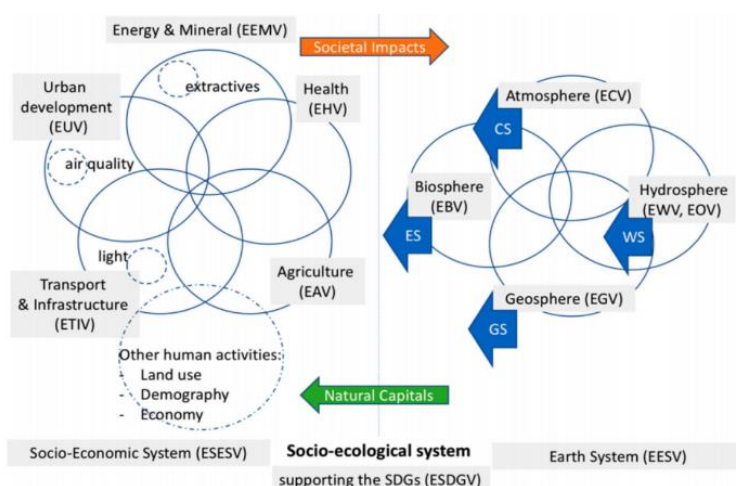 Energy & Mineral (EEMV)
Societal Impacts
Urban
development
(EUV)
extractives
Health
(EHV)
Atmosphere (ECV)
CS
air quality
Biosphere
(EBV)
Hydrosphere
(EWV, EOV)
ES
WS
light
Transport
& Infrastructure
(ETIV)
Agriculture
(EAV)
Geosphere (EGV)
GS
Other human activities:
- Land use
- Demography
- Economy
Natural Capitals
Socio-Economic System (ESESV)
Socio-ecological system
Earth System (EESV)
supporting the SDGs (ESDGV)